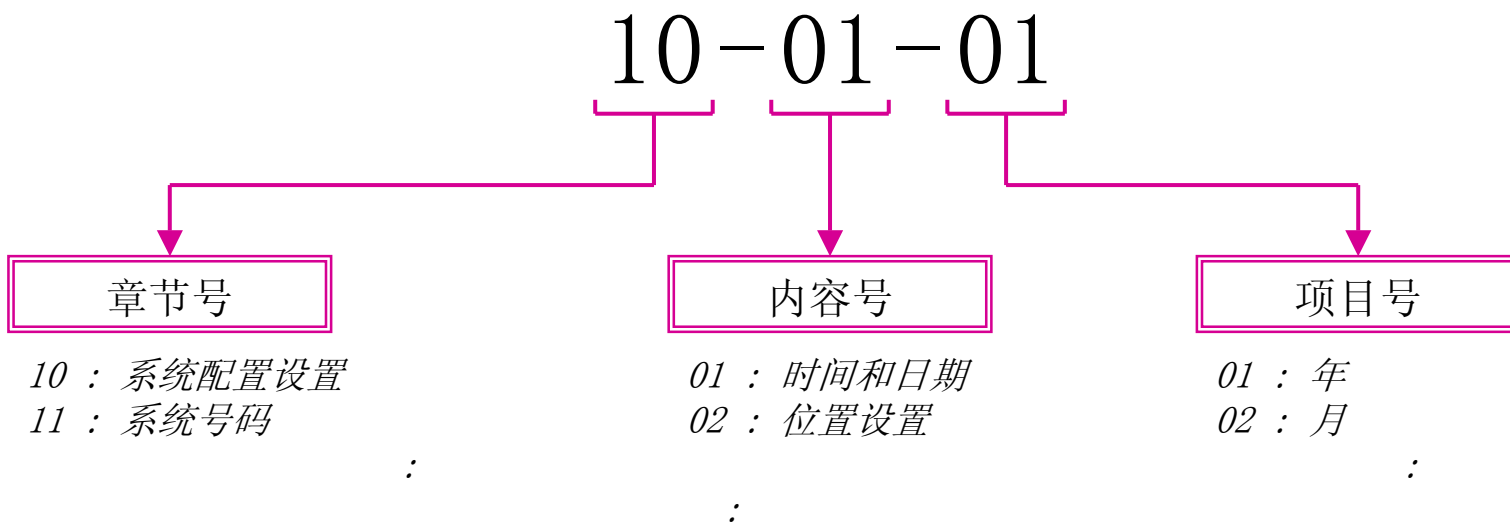 10-01-01
章节号
内容号
项目号
10 : 系统配置设置
01 : 时间和日期
01 : 年
11 : 系统号码
02 : 位置设置
02 : 月
:
:
: